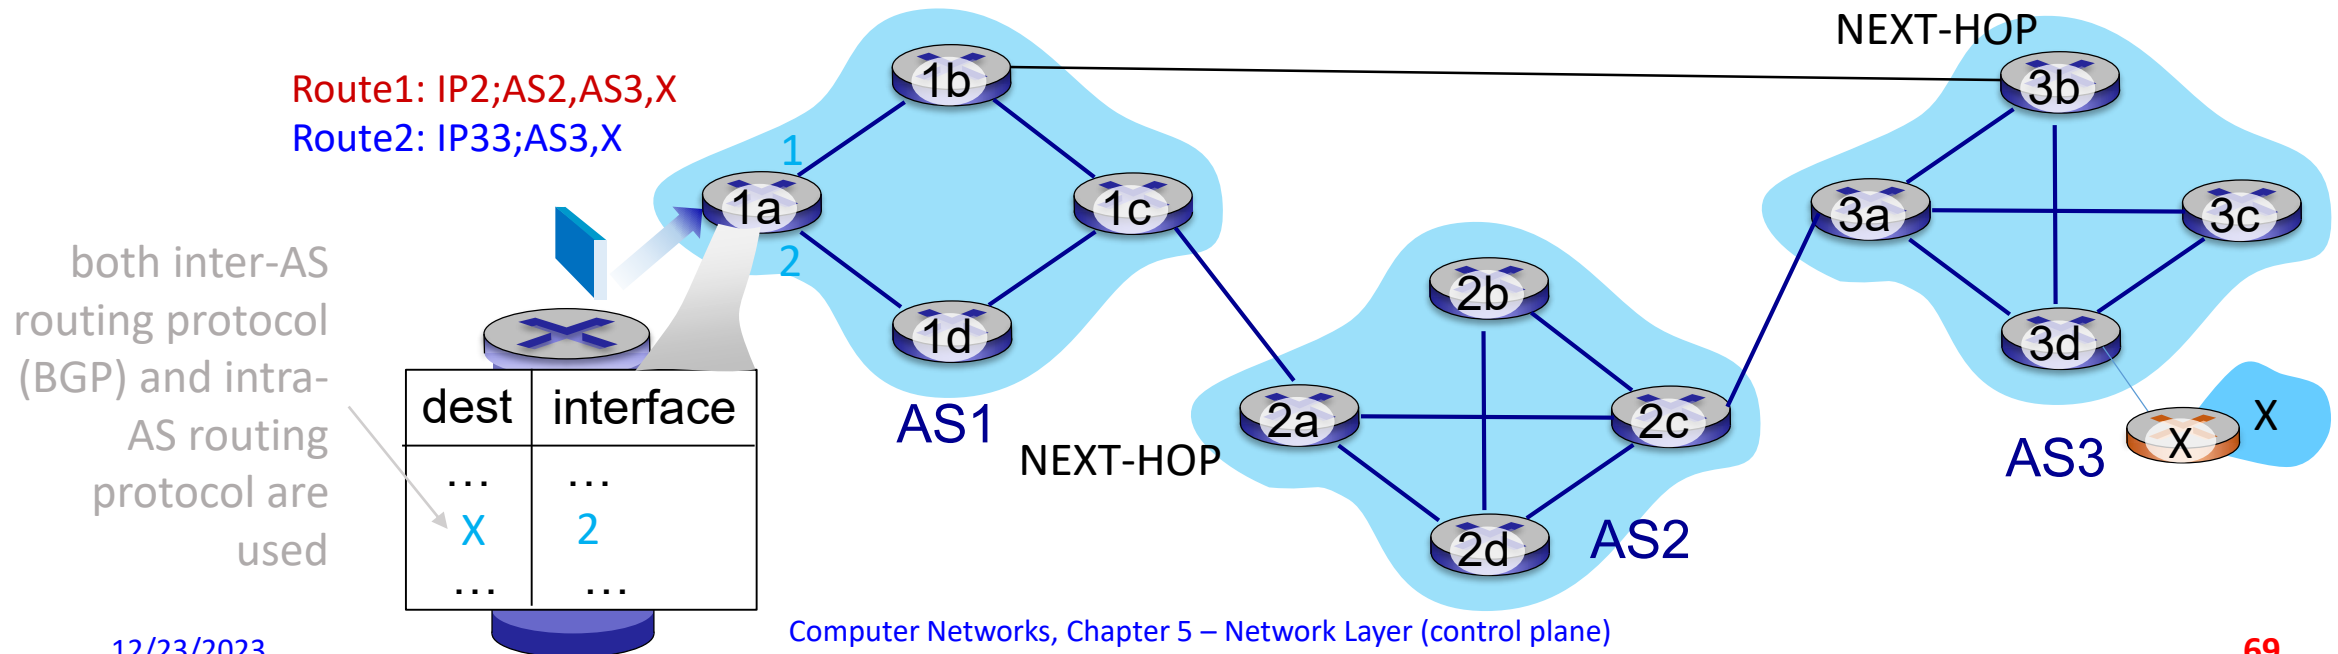 NEXT-HOP
Route1: IP2;AS2,AS3,X
Route2: IP33;AS3,X
1b
3b
1
1a
1c
3a
3c
2
both inter-AS
routing protocol
(BGP) and intra-
AS routing
protocol are
used
2b
1d
3d
dest interface
AS1
2a
2c
X
X
NEXT-HOP
AS3
... ...
X 2
... ...
2d
AS2
12/23/2023
Computer Networks, Chapter 5 – Network Layer (control plane)
69